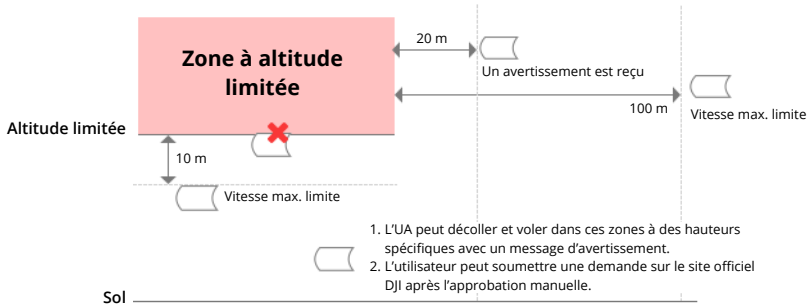 Zone à altitude
limitée
20 m
Un avertissement est reçu
100 m
Vitesse max. limite
Altitude limitée
10 m
Vitesse max. limite
1. L’UA peut décoller et voler dans ces zones à des hauteurs
spécifiques avec un message d’avertissement.
2. L’utilisateur peut soumettre une demande sur le site officiel
DJI après l’approbation manuelle.
Sol